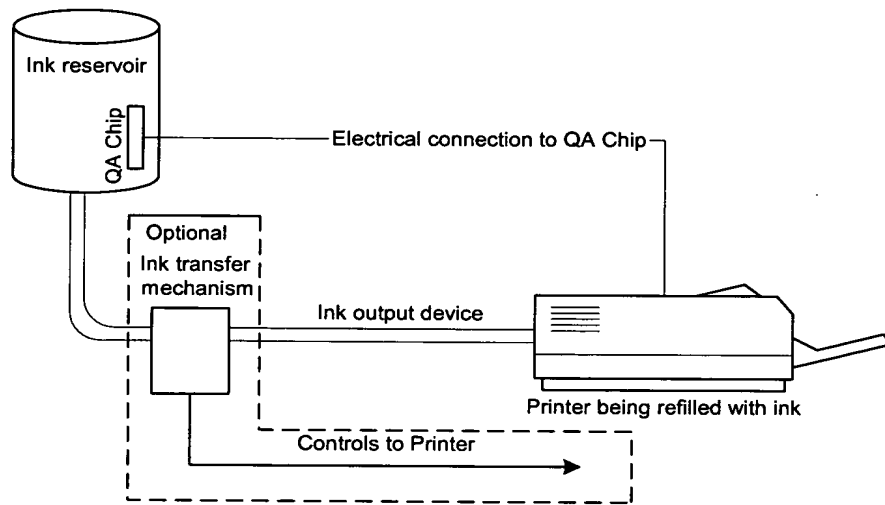 Ink reservoir
QA Chip
Electrical connection to QA Chip
Optional
Ink transfer
mechanism
Ink output device
Printer being refilled with ink
Controls to Printer